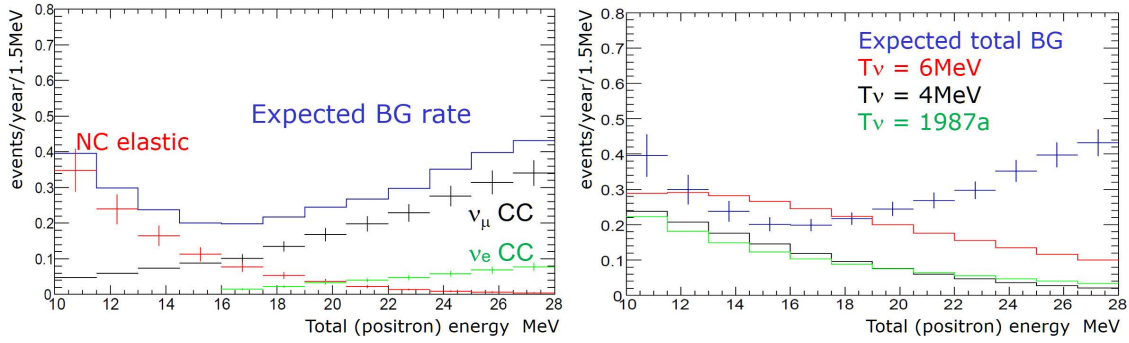 events/year/1.5MeV
0.8
0.7
0.6
0.5
0.4
0.3
0.2
0.1
0
Expected BG rate
NC elastic
νμ CC
νe CC
10 12 14 16 18 20 22 24 26 28
Total (positron) energy MeV
events/year/1.5MeV
0.8
0.7
0.6
0.5
0.4
0.3
0.2
0.1
0
Expected total BG
Tν = 6MeV
Tν = 4MeV
Tν = 1987a
10 12 14 16 18 20 22 24 26 28
Total (positron) energy MeV